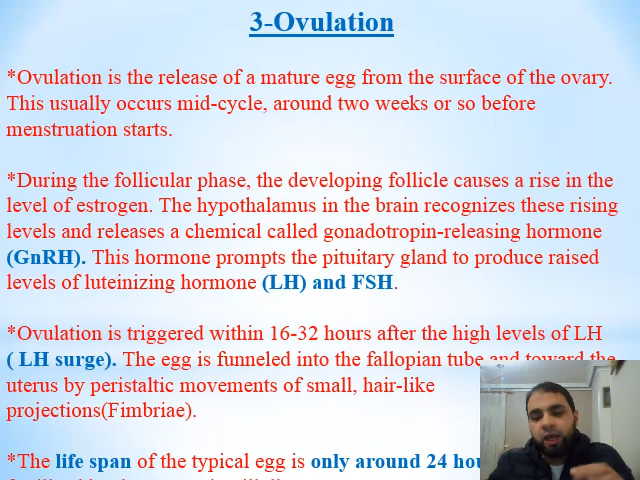 3-Ovulation
*Ovulation is the release of a mature egg from the surface of the ovary.
This usually occurs mid-cycle, around two weeks or so before
menstruation starts.
*During the follicular phase, the developing follicle causes a rise in the
level of estrogen. The hypothalamus in the brain recognizes these rising
levels and releases a chemical called gonadotropin-releasing hormone
(GnRH). This hormone prompts the pituitary gland to produce raised
levels of luteinizing hormone (LH) and FSH.
*Ovulation is triggered within 16-32 hours after the high levels of LH
( LH surge). The egg is funneled into the fallopian tube and toward the
uterus by peristaltic movements of small, hair-like
projections(Fimbriae).
*The life span of the typical egg is only around 24